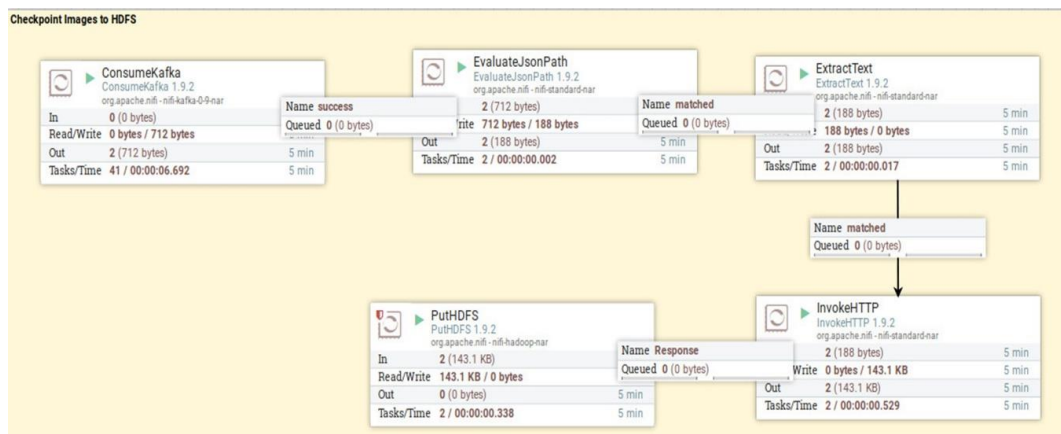 Checkpoint Images to HDFS
ConsumeKafka
ConsumeKafka 1.9.2
org.apache.nifi - nifi-kafka-0-9-nar
In 0 (0 bytes)
Read/Write 0 bytes / 712 bytes
Out 2 (712 bytes) 5 min
Tasks/Time 41 / 00:00:06.692 5 min
Name success
Queued 0 (0 bytes)
EvaluateJsonPath
EvaluateJsonPath 1.9.2
org.apache.nifi - nifi-standard-nar
2 (712 bytes)
712 bytes / 188 bytes
Out 2 (188 bytes) 5 min
Tasks/Time 2 / 00:00:00.002 5 min
Name matched
Queued 0 (0 bytes)
ExtractText
ExtractText 1.9.2
org.apache.nifi - nifi-standard-nar
2 (188 bytes) 5 min
188 bytes / 0 bytes 5 min
Out 2 (188 bytes) 5 min
Tasks/Time 2 / 00:00:00.017 5 min
Name matched
Queued 0 (0 bytes)
InvokeHTTP
InvokeHTTP 1.9.2
org.apache.nifi - nifi-standard-nar
2 (188 bytes) 5 min
Write 0 bytes / 143.1 KB 5 min
Out 2 (143.1 KB) 5 min
Tasks/Time 2 / 00:00:00.529 5 min
Name Response
Queued 0 (0 bytes)
PutHDFS
PutHDFS 1.9.2
org.apache.nifi - nifi-hadoop-nar
In 2 (143.1 KB)
Read/Write 143.1 KB / 0 bytes
Out 0 (0 bytes) 5 min
Tasks/Time 2 / 00:00:00.338 5 min